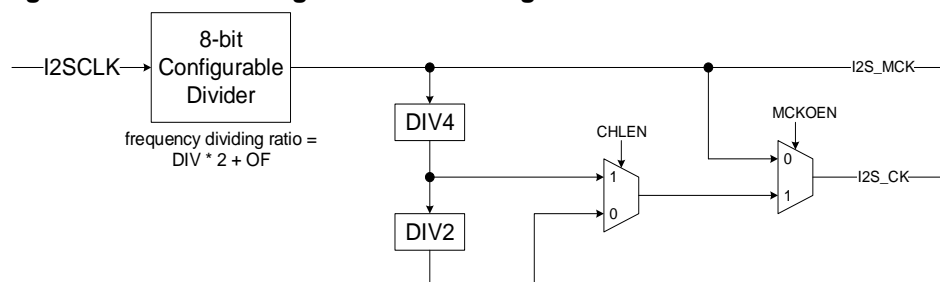 I2SCLK
8-bit
Configurable
Divider
frequency dividing ratio =
DIV * 2 + OF
I2S_MCK
MCKOEN
DIV4
CHLEN
0
1
I2S_CK
1
0
DIV2